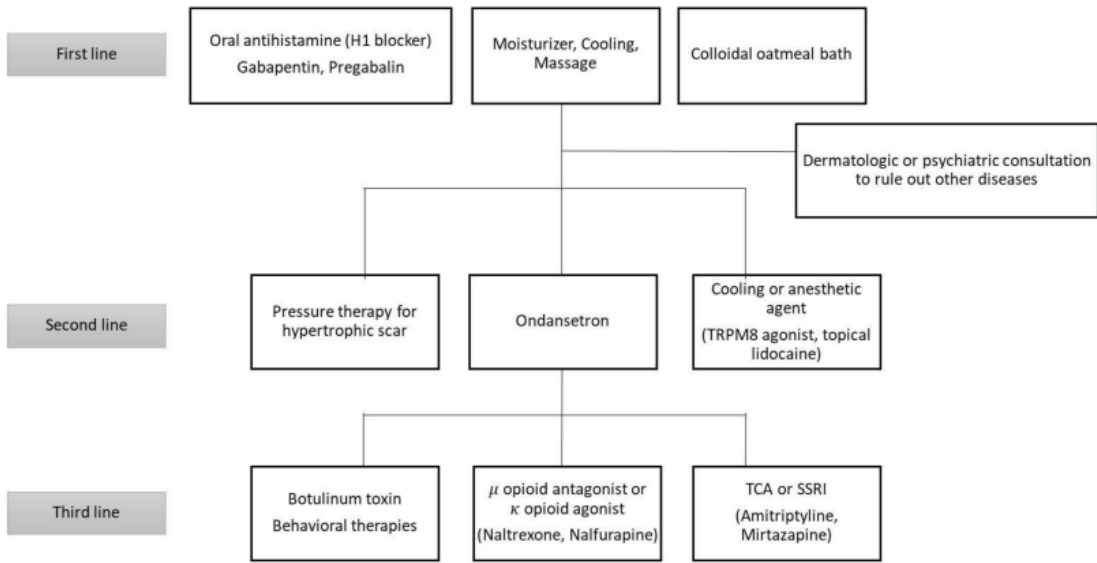 First line
Oral antihistamine (H1 blocker)
Gabapentin, Pregabalin
Moisturizer, Cooling,
Massage
Colloidal oatmeal bath
Dermatologic or psychiatric consultation
to rule out other diseases
Second line
Pressure therapy for
hypertrophic scar
Ondansetron
Cooling or anesthetic
agent
(TRPM8 agonist, topical
lidocaine)
Third line
Botulinum toxin
Behavioral therapies
μ opioid antagonist or
κ opioid agonist
(Naltrexone, Nalfurapine)
TCA or SSRI
(Amitriptyline,
Mirtazapine)